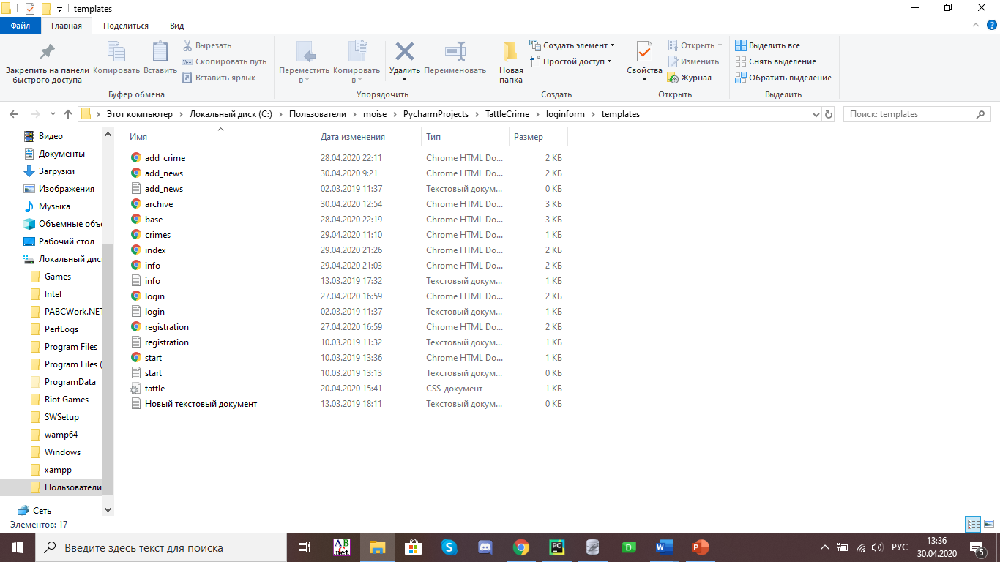 templates
Файл Главная Поделиться Вид
Закрепить на панели быстрого доступа
Копировать
Вставить
Вырезать
Скопировать путь
Вставить ярлык
Буфер обмена
Переместить в
Копировать в
Удалить
Переименовать
Упорядочить
Новая папка
Создать элемент
Простой доступ
Создать
Свойства
Открыть
Изменить
Журнал
Открыть
Выделить все
Снять выделение
Обратить выделение
Выделить
Этот компьютер Локальный диск (C:) Пользователи moise PycharmProjects TattleCrime loginform templates
Поиск: templates
Видео
Документы
Загрузки
Изображения
Музыка
Объемные объ
Рабочий стол
Локальный дис
Games
Intel
PABCWork.NET
PerfLogs
Program Files
Program Files (
ProgramData
Riot Games
SWSetup
wamp64
Windows
xampp
Пользователи
Сеть
Имя Дата изменения Тип Размер
add_crime 28.04.2020 22:11 Chrome HTML Do... 2 КБ
add_news 30.04.2020 9:21 Chrome HTML Do... 2 КБ
add_news 02.03.2019 11:37 Текстовый докум... 0 КБ
archive 30.04.2020 12:54 Chrome HTML Do... 3 КБ
base 28.04.2020 22:19 Chrome HTML Do... 3 КБ
crimes 29.04.2020 11:10 Chrome HTML Do... 1 КБ
index 29.04.2020 21:26 Chrome HTML Do... 2 КБ
info 29.04.2020 21:03 Chrome HTML Do... 2 КБ
info 13.03.2019 17:32 Текстовый докум... 1 КБ
login 27.04.2020 16:59 Chrome HTML Do... 2 КБ
login 02.03.2019 11:37 Текстовый докум... 1 КБ
registration 27.04.2020 16:59 Chrome HTML Do... 2 КБ
registration 10.03.2019 11:32 Текстовый докум... 1 КБ
start 10.03.2019 13:36 Chrome HTML Do... 1 КБ
start 10.03.2019 13:13 Текстовый докум... 0 КБ
tattle 20.04.2020 15:41 CSS-документ 1 КБ
Новый текстовый документ 13.03.2019 18:11 Текстовый докум... 0 КБ
Элементов: 17
Введите здесь текст для поиска
ABC net
S
PC
D
W
P
РУС
13:36
30.04.2020
5